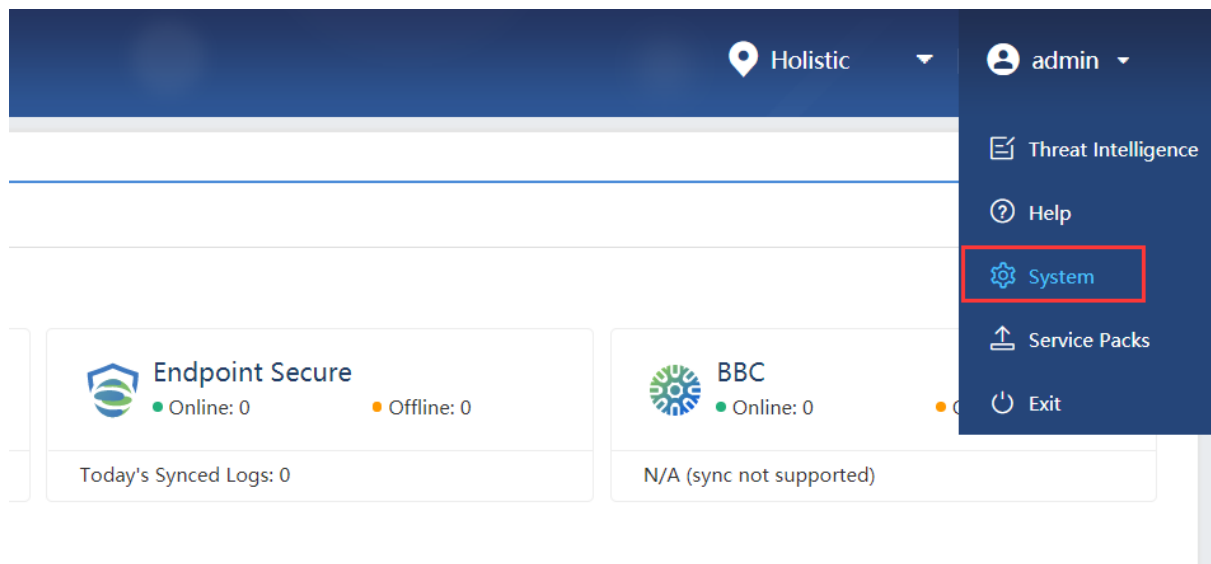 Holistic
admin
Threat Intelligence
Help
System
Service Packs
Exit
Endpoint Secure
Online: 0 Offline: 0
Today's Synced Logs: 0
BBC
Online: 0
N/A (sync not supported)